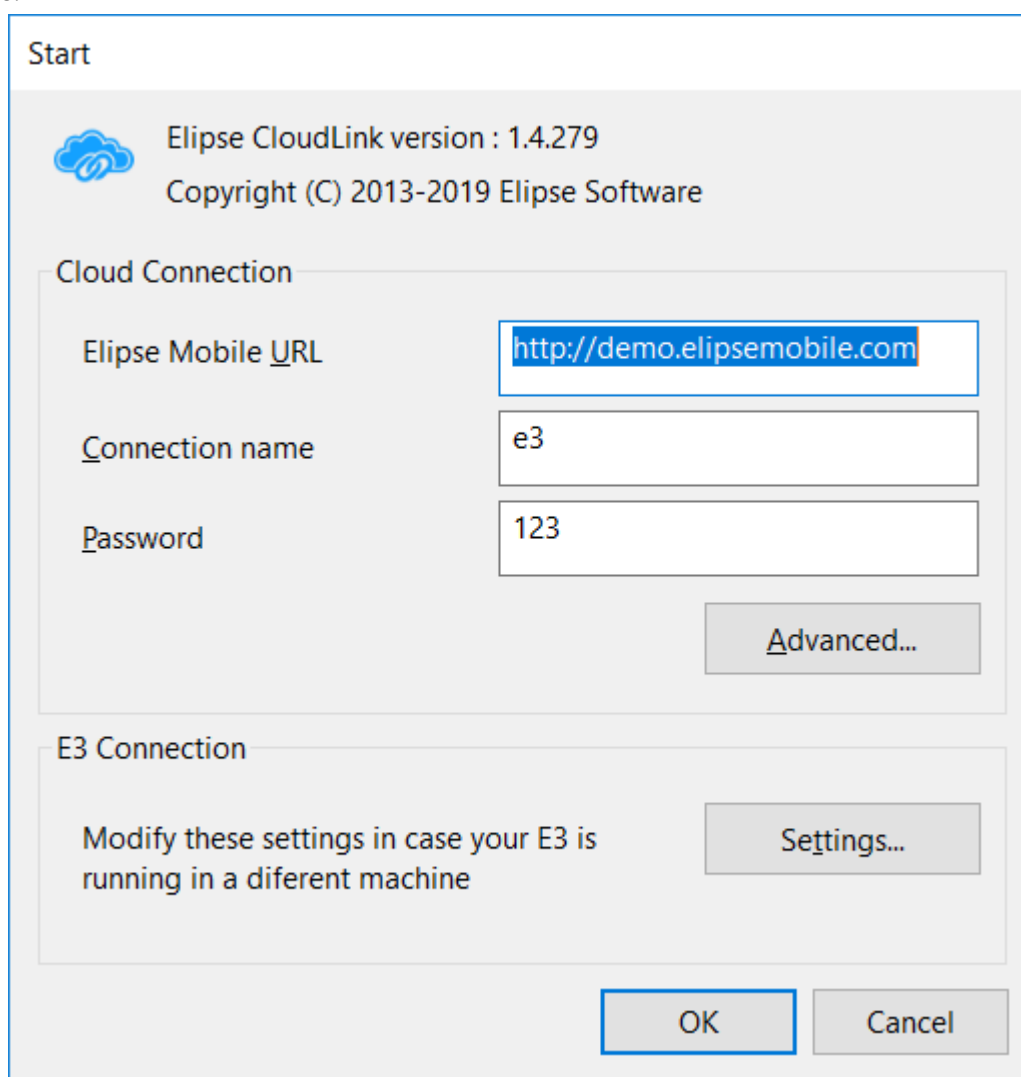 Start
Elipse CloudLink version : 1.4.279
Copyright (C) 2013-2019 Elipse Software
Cloud Connection
Elipse Mobile URL
http://demo.elipsemobile.com
Connection name
e3
Password
123
Advanced...
E3 Connection
Modify these settings in case your E3 is
running in a diferent machine
Settings...
OK
Cancel